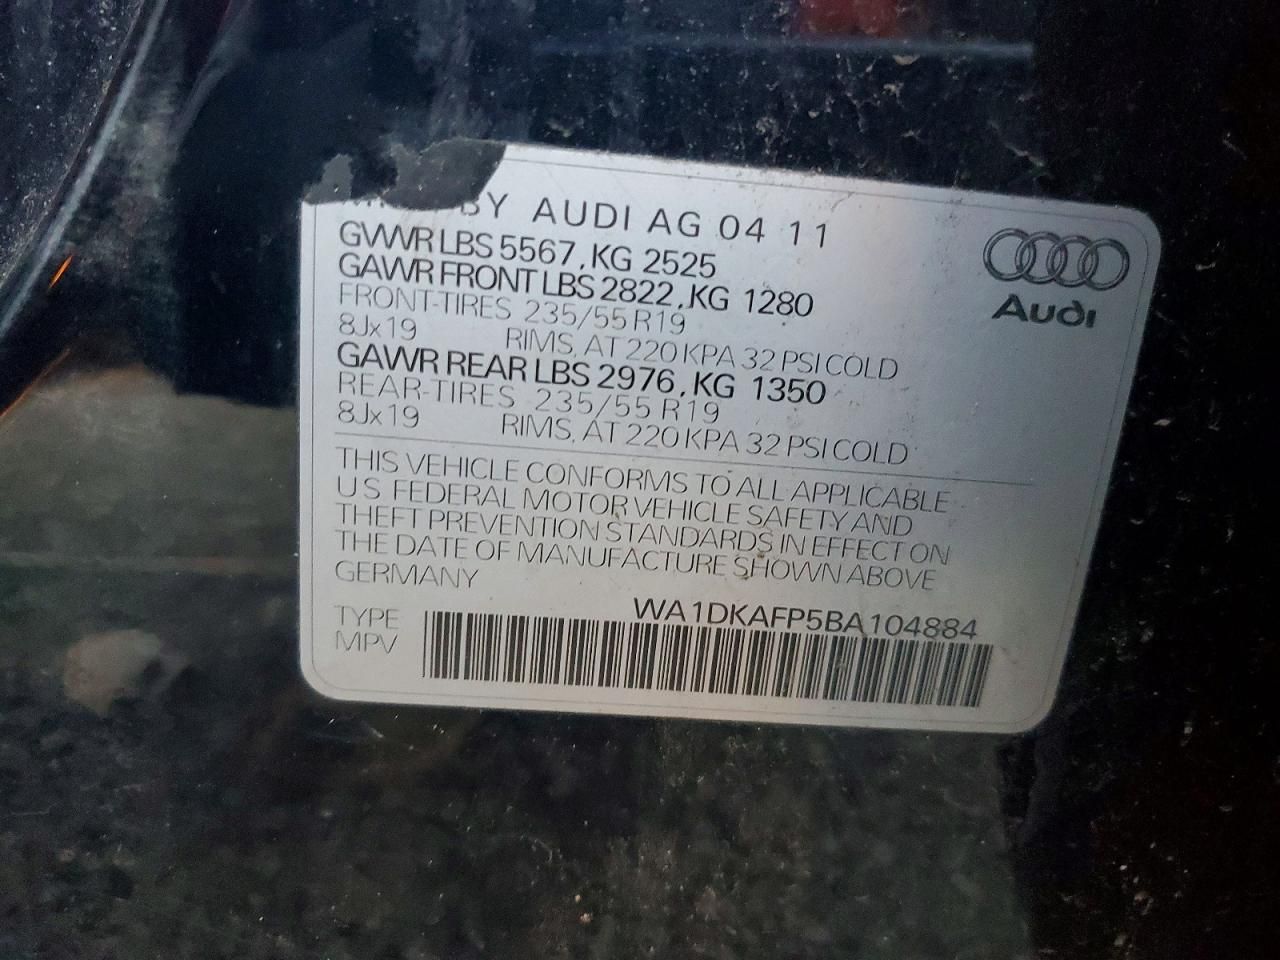 BY AUDI AG 04 11
GVWR LBS 5567, KG 2525
GAWR FRONT LBS 2822, KG 1280
FRONT-TIRES 235/55 R19
8Jx19 RIMS, AT 220 KPA 32 PSI COLD
GAWR REAR LBS 2976, KG 1350
REAR-TIRES 235/55 R19
8Jx19 RIMS, AT 220 KPA 32 PSI COLD
THIS VEHICLE CONFORMS TO ALL APPLICABLE
U.S. FEDERAL MOTOR VEHICLE SAFETY AND
THEFT PREVENTION STANDARDS IN EFFECT ON
THE DATE OF MANUFACTURE SHOWN ABOVE
GERMANY
WA1DKAFP5BA104884
TYPE
MPV
Audi